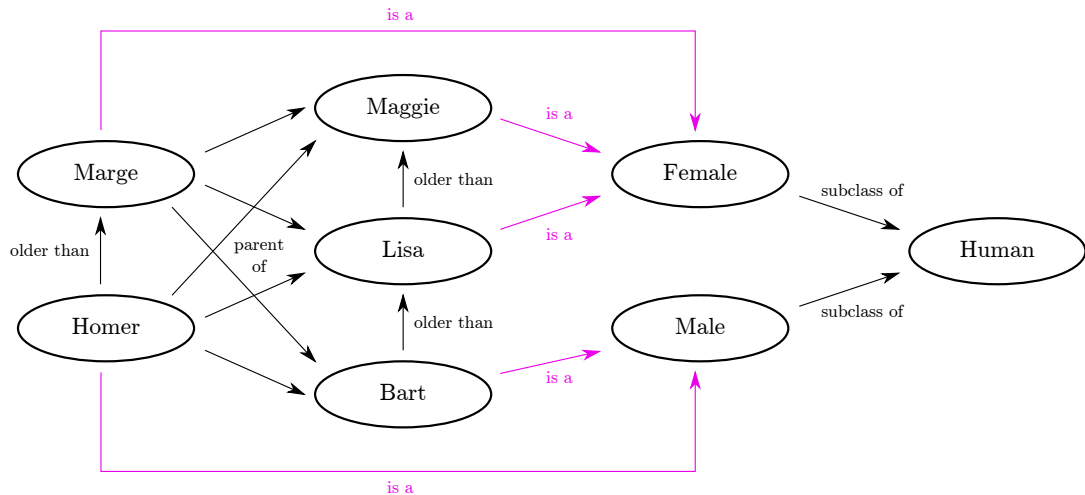 is a
Maggie
is a
Marge
Female
older than
subclass of
older than
parent
of
Lisa
is a
Human
Homer
older than
Male
subclass of
is a
Bart
is a